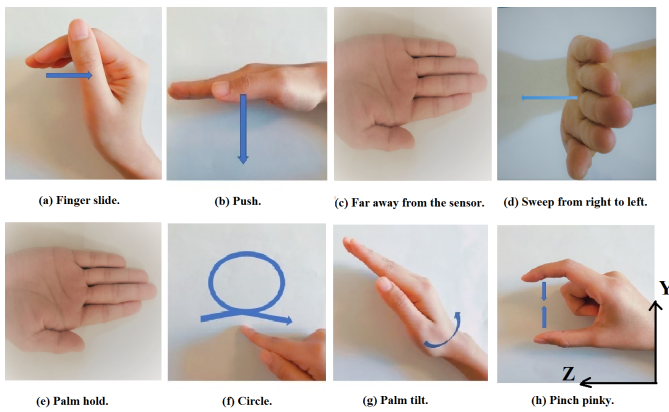 (a) Finger slide.
(b) Push.
(c) Far away from the sensor.
(d) Sweep from right to left.
Y
Z
(e) Palm hold.
(f) Circle.
(g) Palm tilt.
(h) Pinch pinky.